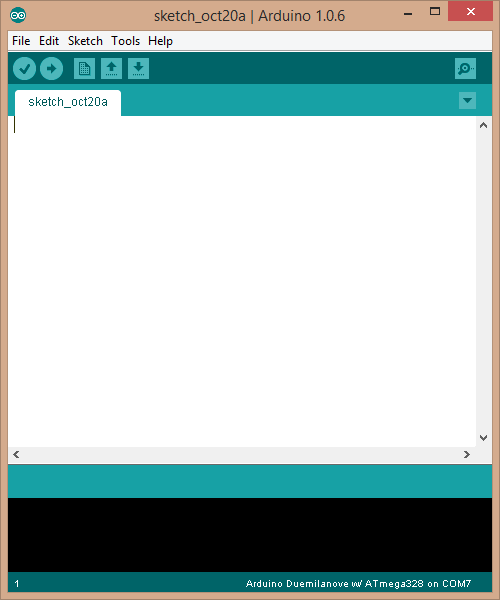 sketch_oct20a | Arduino 1.0.6
File Edit Sketch Tools Help
sketch_oct20a
1 Arduino Duemilanove w/ ATmega328 on COM7